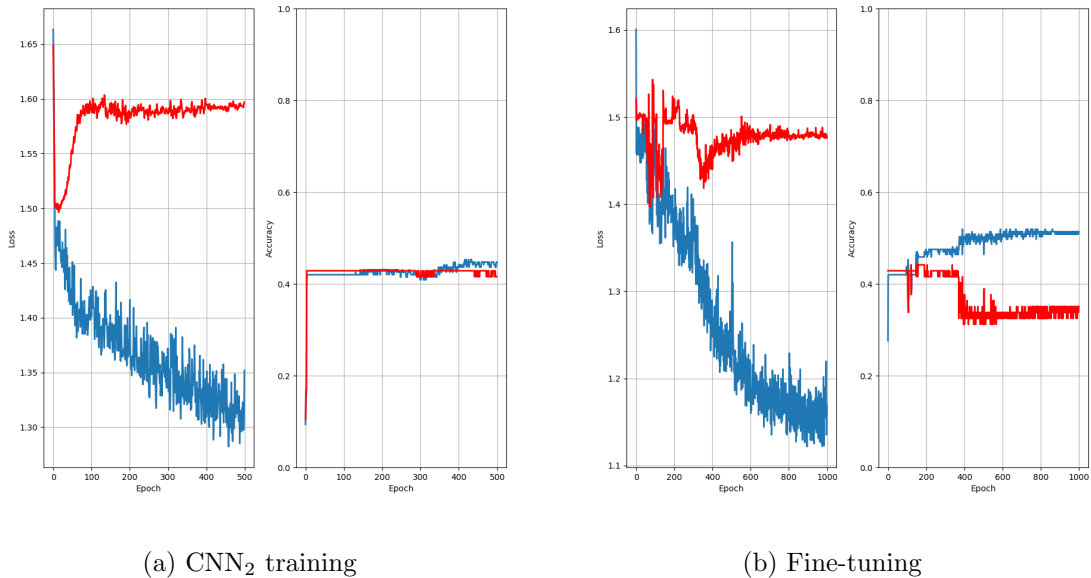 1.65
1.60
1.55
1.50
1.45
1.40
1.35
1.30
Loss
0 100 200 300 400 500
Epoch
1.0
0.8
0.6
0.4
0.2
0.0
Accuracy
0 100 200 300 400 500
Epoch
(a) CNN₂ training
1.6
1.5
1.4
1.3
1.2
1.1
Loss
0 200 400 600 800 1000
Epoch
1.0
0.8
0.6
0.4
0.2
0.0
Accuracy
0 200 400 600 800 1000
Epoch
(b) Fine-tuning